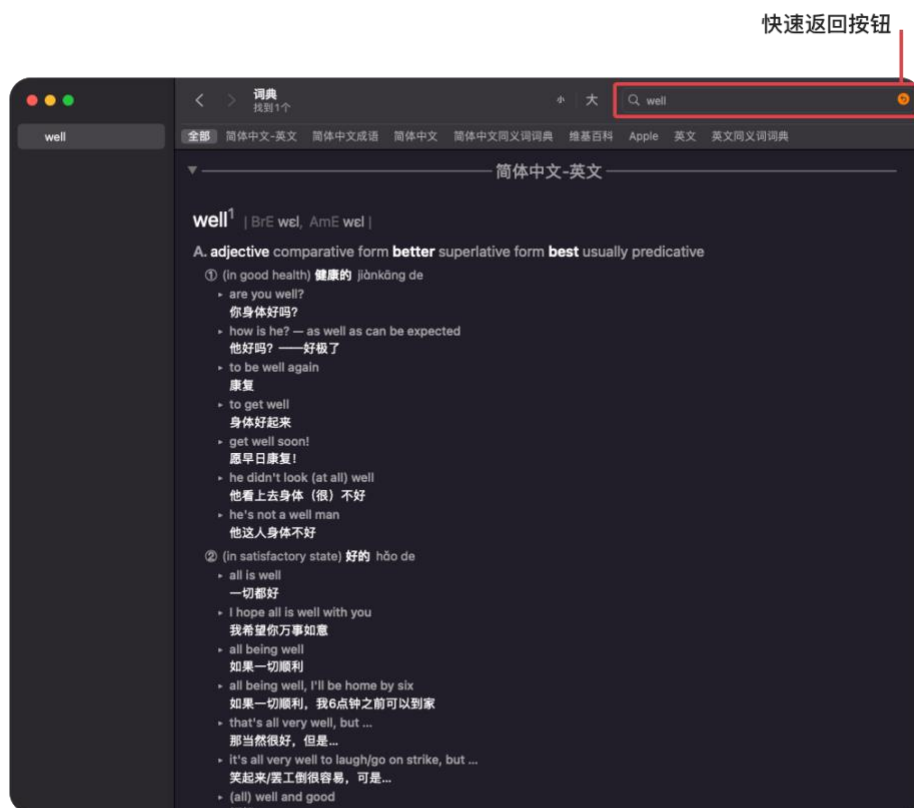 快速返回按钮
词典
找到1个
小 大
well
well
全部 简体中文-英文 简体中文成语 简体中文 简体中文同义词词典 维基百科 Apple 英文 英文同义词词典
简体中文-英文
well¹ | BrE wɛl, AmE wɛl |
A. adjective comparative form better superlative form best usually predicative
① (in good health) 健康的 jiànkāng de
▸ are you well?
你身体好吗?
▸ how is he? — as well as can be expected
他好吗? ——好极了
▸ to be well again
康复
▸ to get well
身体好起来
▸ get well soon!
愿早日康复!
▸ he didn't look (at all) well
他看上去身体（很）不好
▸ he's not a well man
他这人身体不好
② (in satisfactory state) 好的 hǎo de
▸ all is well
一切都好
▸ I hope all is well with you
我希望你万事如意
▸ all being well
如果一切顺利
▸ all being well, I'll be home by six
如果一切顺利，我6点钟之前可以到家
▸ that's all very well, but ...
那当然很好，但是...
▸ it's all very well to laugh/go on strike, but ...
笑起来/罢工倒很容易，可是...
▸ (all) well and good